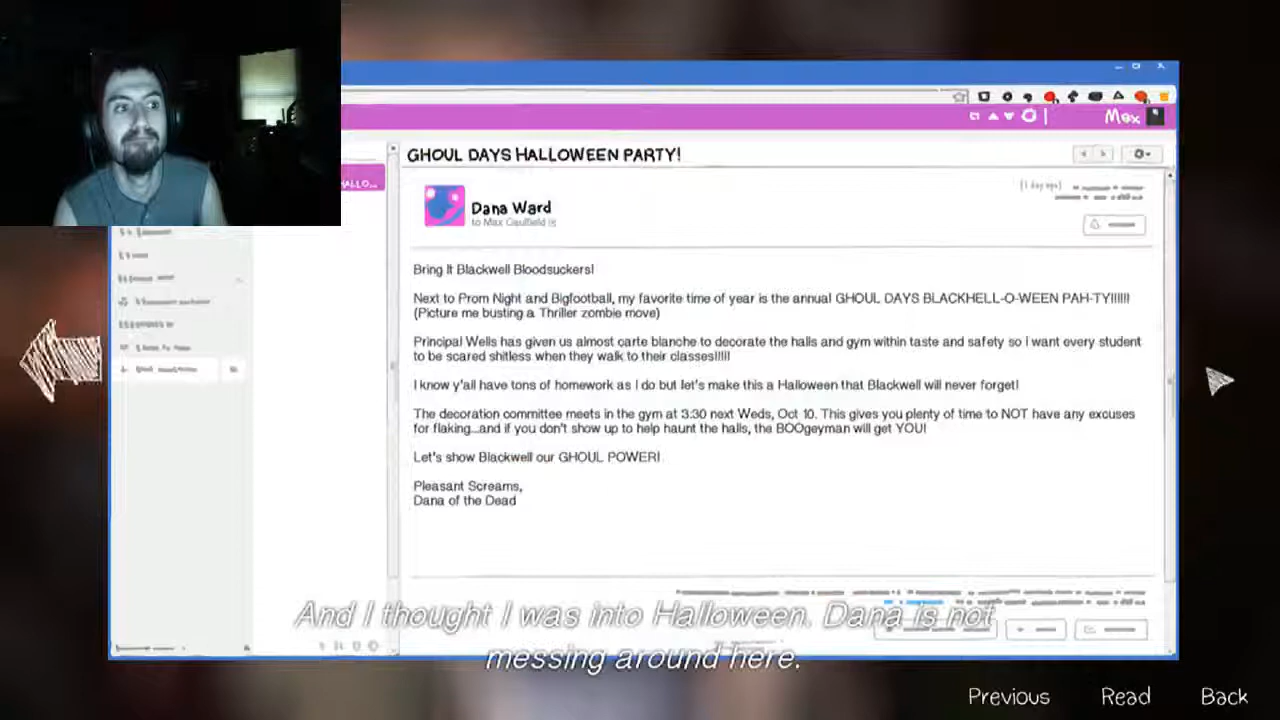 Max
HALLO...
GHOUL DAYS HALLOWEEN PARTY!
(1 day ago)
Dana Ward
to Max Caulfield
Bring It Blackwell Bloodsuckers!
Next to Prom Night and Bigfootball, my favorite time of year is the annual GHOUL DAYS BLACKHELL-O-WEEN PAH-TY!!!!!!
(Picture me busting a Thriller zombie move)
Principal Wells has given us almost carte blanche to decorate the halls and gym within taste and safety so I want every student
to be scared shitless when they walk to their classes!!!!!
I know y'all have tons of homework as I do but let's make this a Halloween that Blackwell will never forget!
The decoration committee meets in the gym at 3:30 next Weds, Oct 10. This gives you plenty of time to NOT have any excuses
for flaking...and if you don't show up to help haunt the halls, the BOOgeyman will get YOU!
Let's show Blackwell our GHOUL POWER!
Pleasant Screams,
Dana of the Dead
And I thought I was into Halloween. Dana is not
messing around here.
Previous
Read
Back